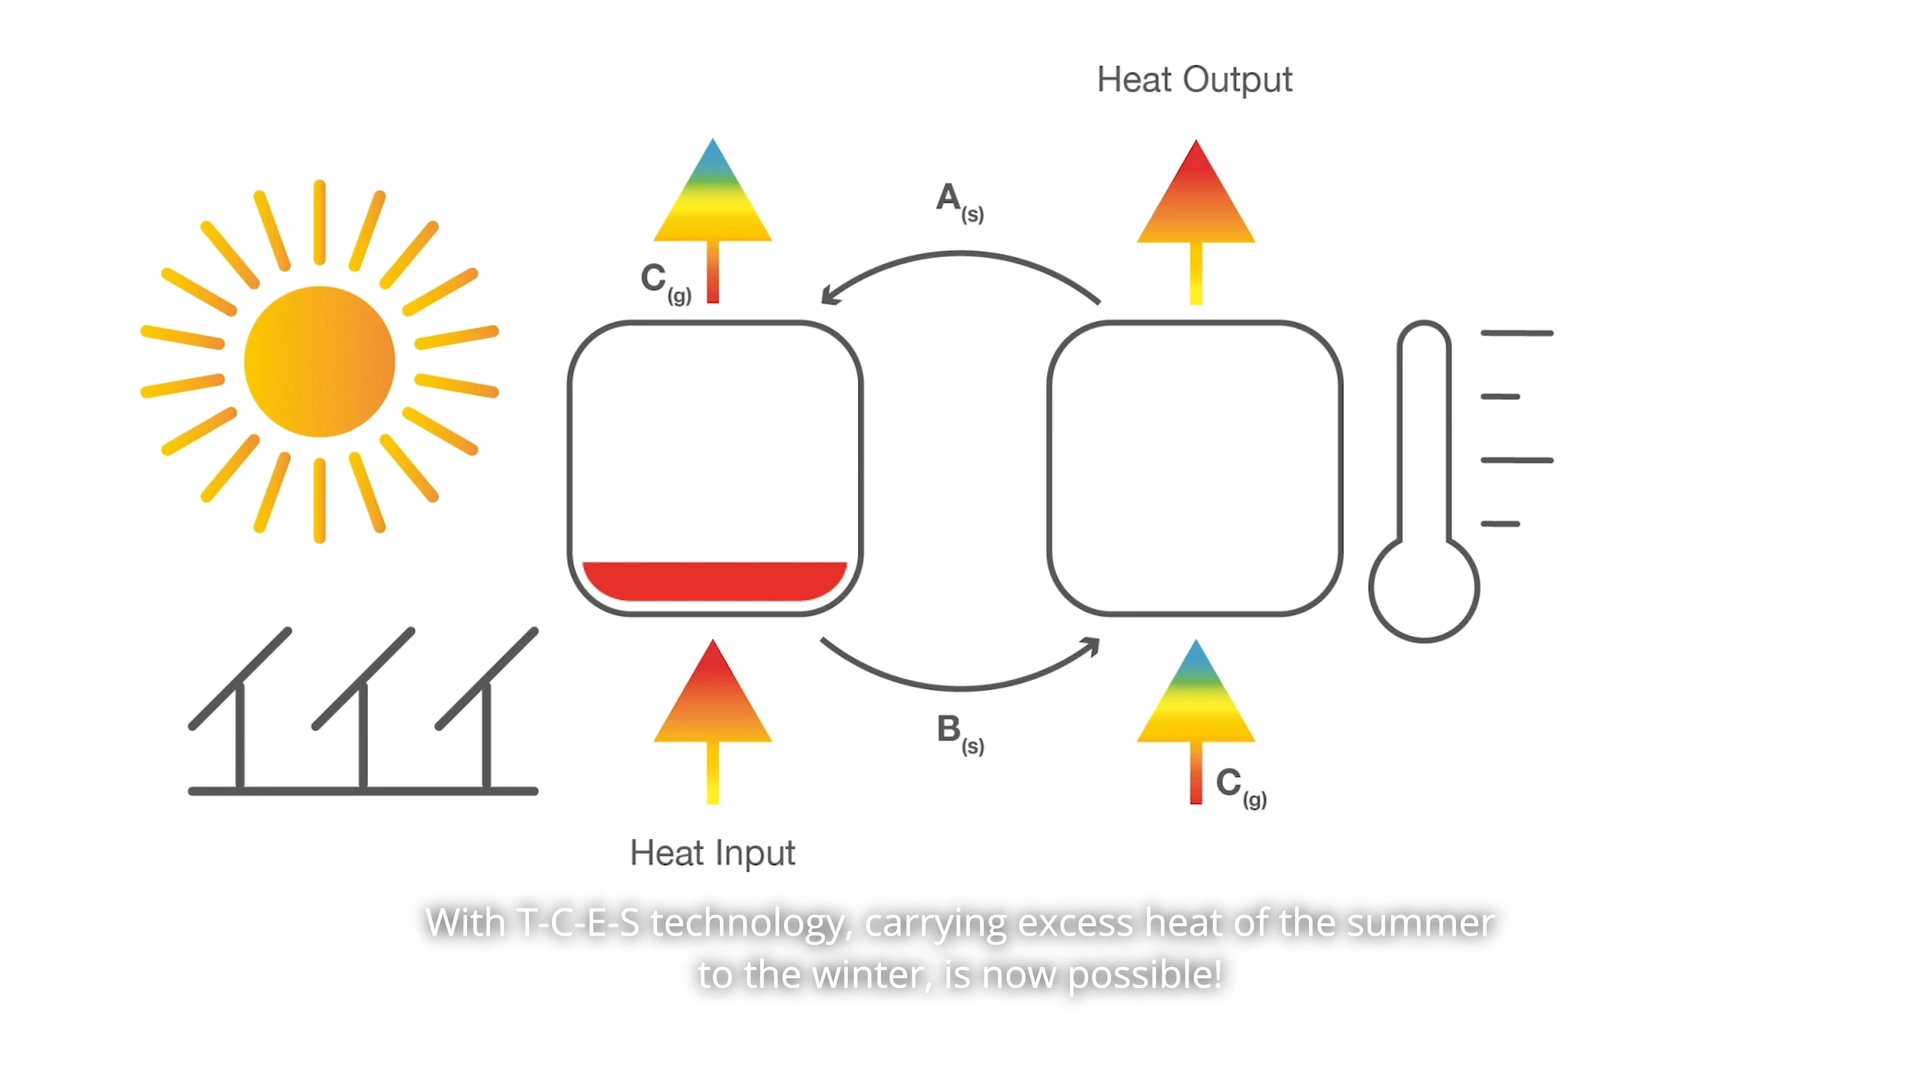 Heat Output
A(s)
C(g)
B(s)
C(g)
Heat Input
With T-C-E-S technology, carrying excess heat of the summer
to the winter, is now possible!